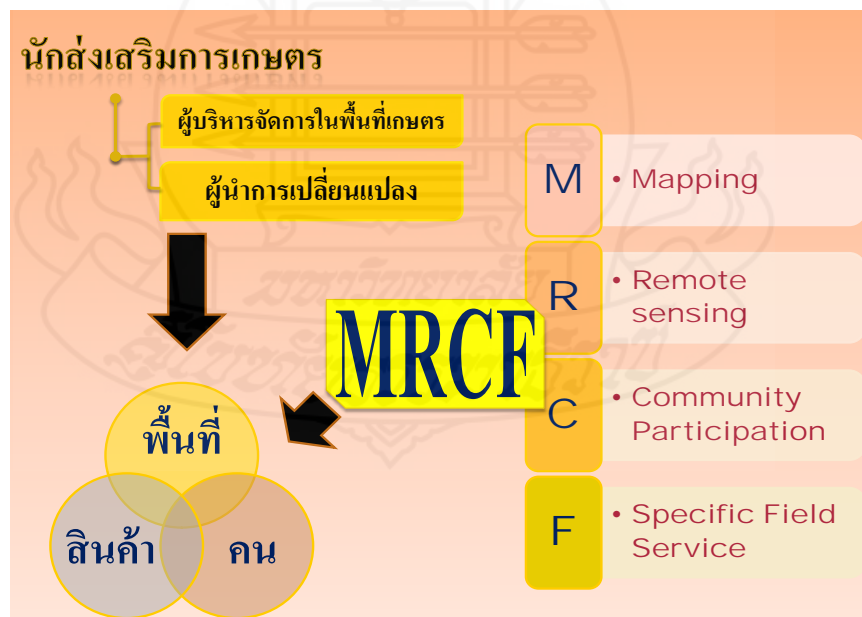 นักส่งเสริมการเกษตร
ผู้บริหารจัดการในพื้นที่เกษตร
ผู้นำการเปลี่ยนแปลง
MRCF
พื้นที่
สินค้า
คน
M
• Mapping
R
• Remote
sensing
C
• Community
Participation
F
• Specific Field
Service